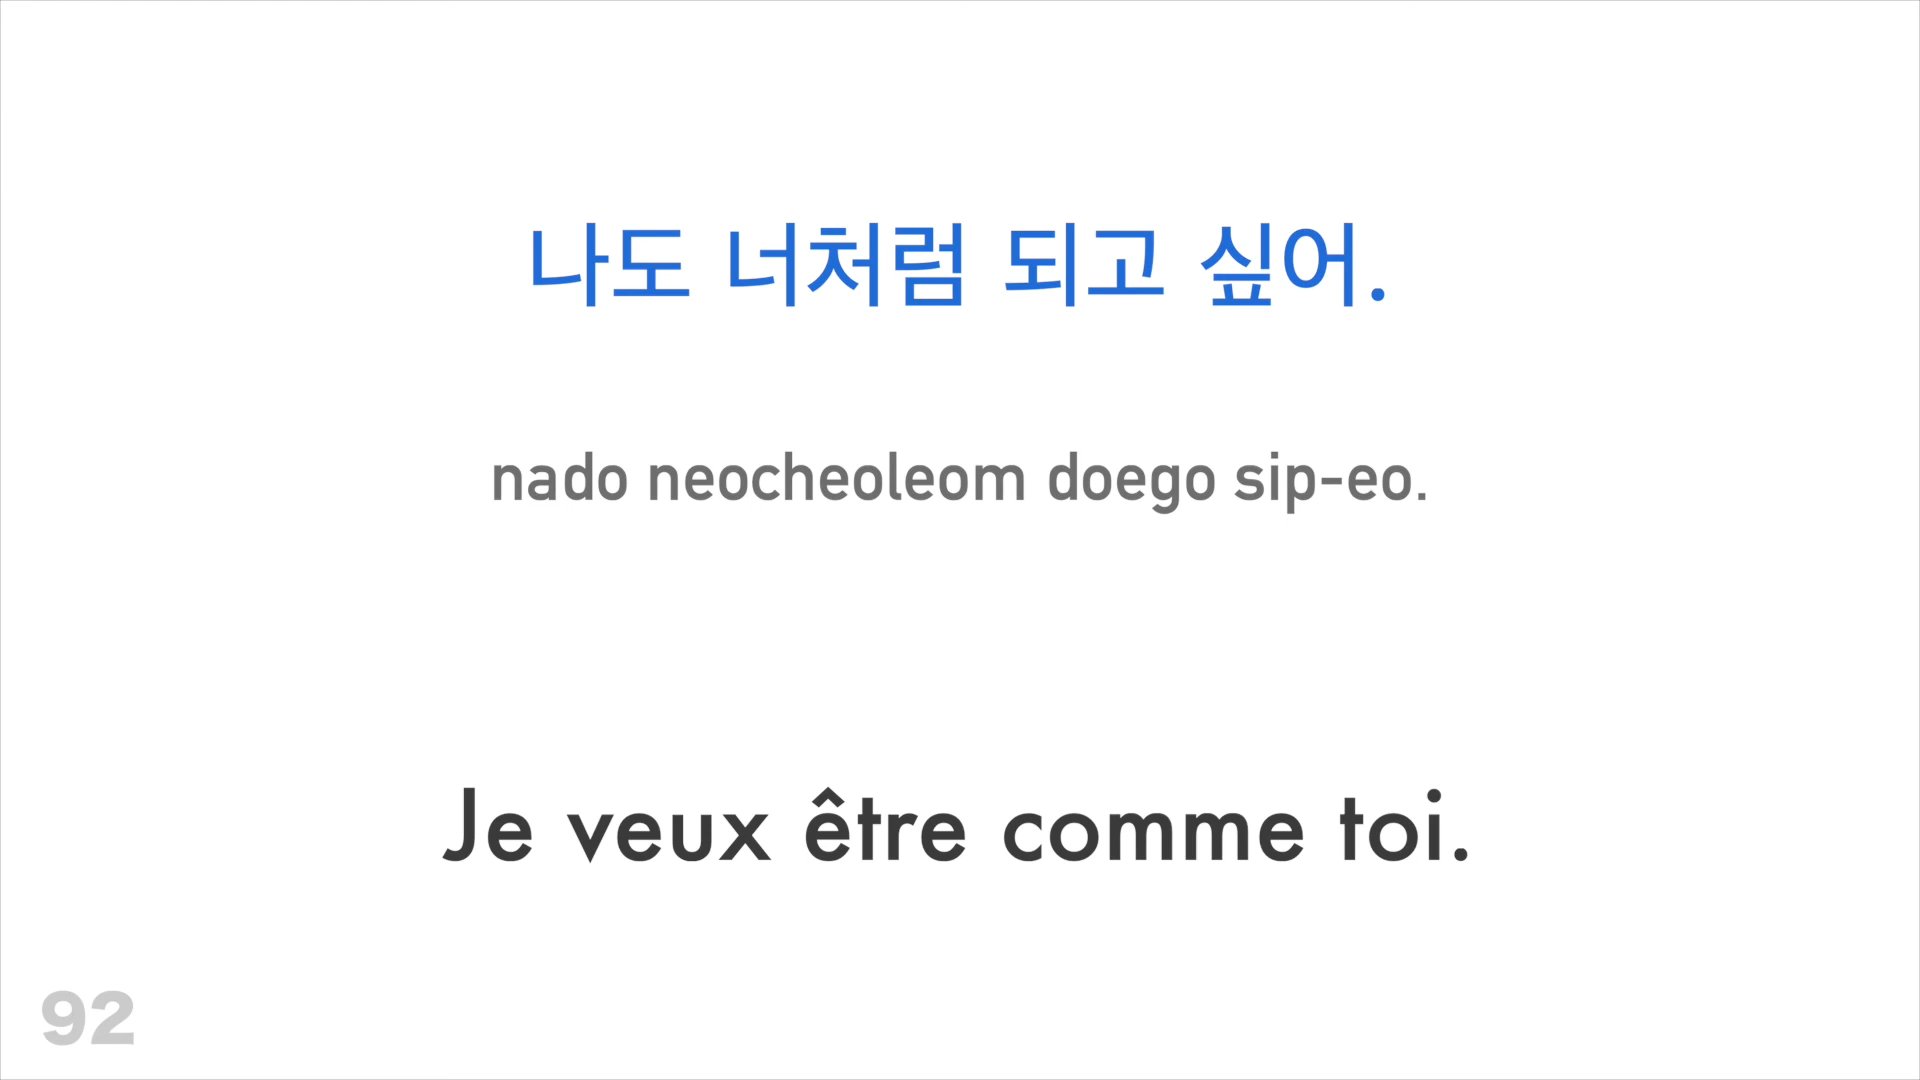 나도 너처럼 되고 싶어.
nado neocheoleom doego sip-eo.
Je veux être comme toi.
92